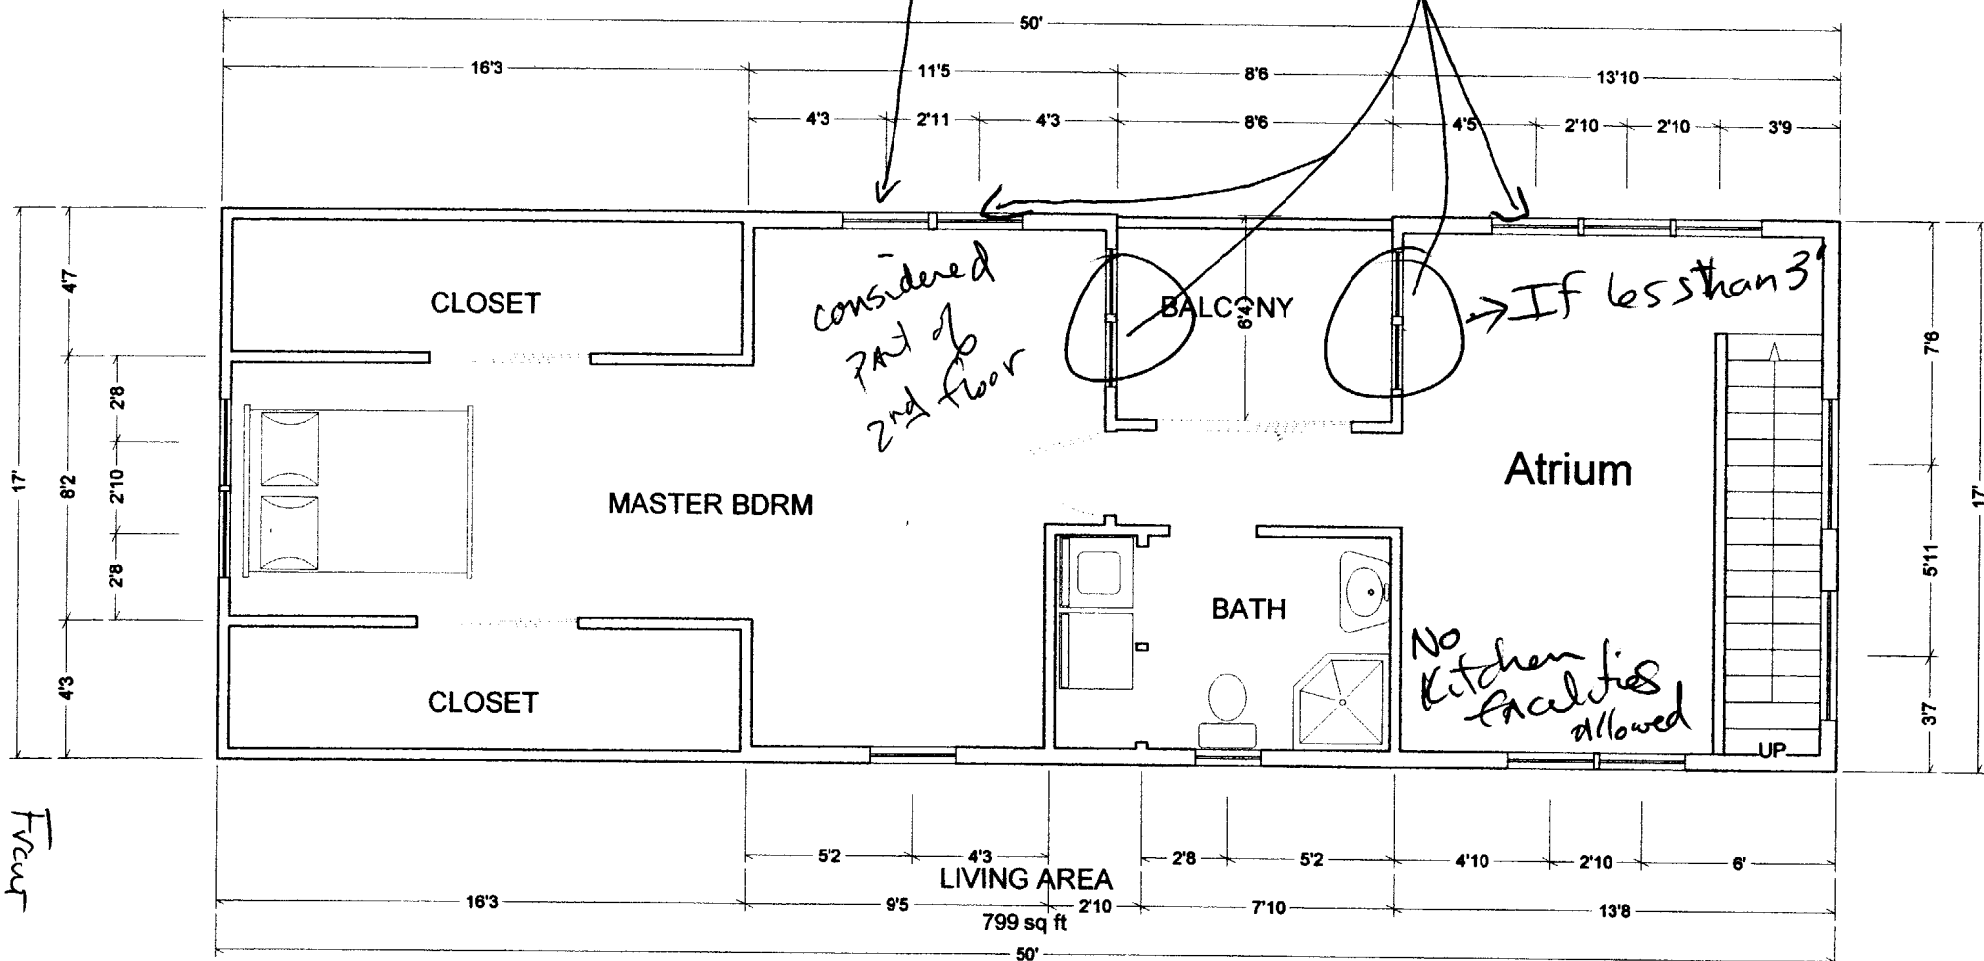 50'
16'3 11'5 8'6 13'10
4'3 2'11 4'3 8'6 4'5 2'10 2'10 3'9
CLOSET
considered
part of
2nd floor
BALCONY
6'4
If less than 3'
17'
4'7
8'2
4'3
2'8
2'10
2'8
MASTER BDRM
Atrium
7'6
5'11
3'7
17'
BATH
No
Kitchen
facilities
allowed
CLOSET
UP
5'2 4'3 2'8 5'2 4'10 2'10 6'
LIVING AREA
16'3 9'5 2'10 7'10 13'8
799 sq ft
50'
Front